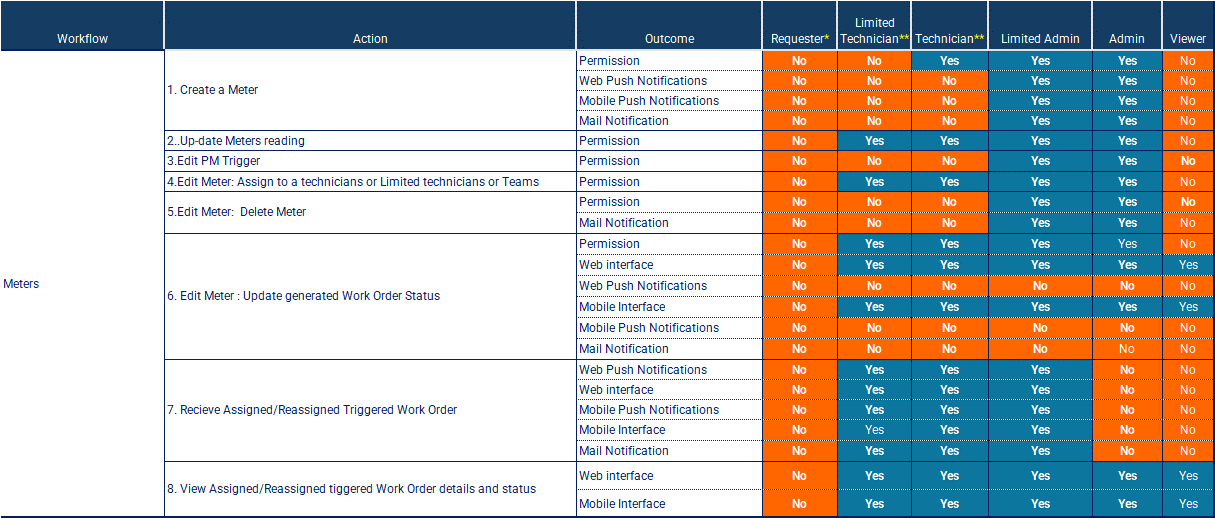 Workflow Action Outcome Requester* Limited Technician** Technician** Limited Admin Admin Viewer
Meters
1. Create a Meter
Permission No No Yes Yes Yes No
Web Push Notifications No No No Yes Yes No
Mobile Push Notifications No No No Yes Yes No
Mail Notification No No No Yes Yes No
2..Up-date Meters reading Permission No Yes Yes Yes Yes No
3.Edit PM Trigger Permission No No No Yes Yes No
4.Edit Meter: Assign to a technicians or Limited technicians or Teams Permission No Yes Yes Yes Yes No
5.Edit Meter: Delete Meter
Permission No No No Yes Yes No
Mail Notification No No No Yes Yes No
6. Edit Meter : Update generated Work Order Status
Permission No Yes Yes Yes Yes No
Web interface No Yes Yes Yes Yes Yes
Web Push Notifications No No No No No No
Mobile Interface No Yes Yes Yes Yes Yes
Mobile Push Notifications No No No No No No
Mail Notification No No No No No No
7. Recieve Assigned/Reassigned Triggered Work Order
Web Push Notifications No Yes Yes Yes No No
Web interface No Yes Yes Yes No No
Mobile Push Notifications No Yes Yes Yes No No
Mobile Interface No Yes Yes Yes No No
Mail Notification No Yes Yes Yes No No
8. View Assigned/Reassigned tiggered Work Order details and status
Web interface No Yes Yes Yes Yes Yes
Mobile Interface No Yes Yes Yes Yes Yes